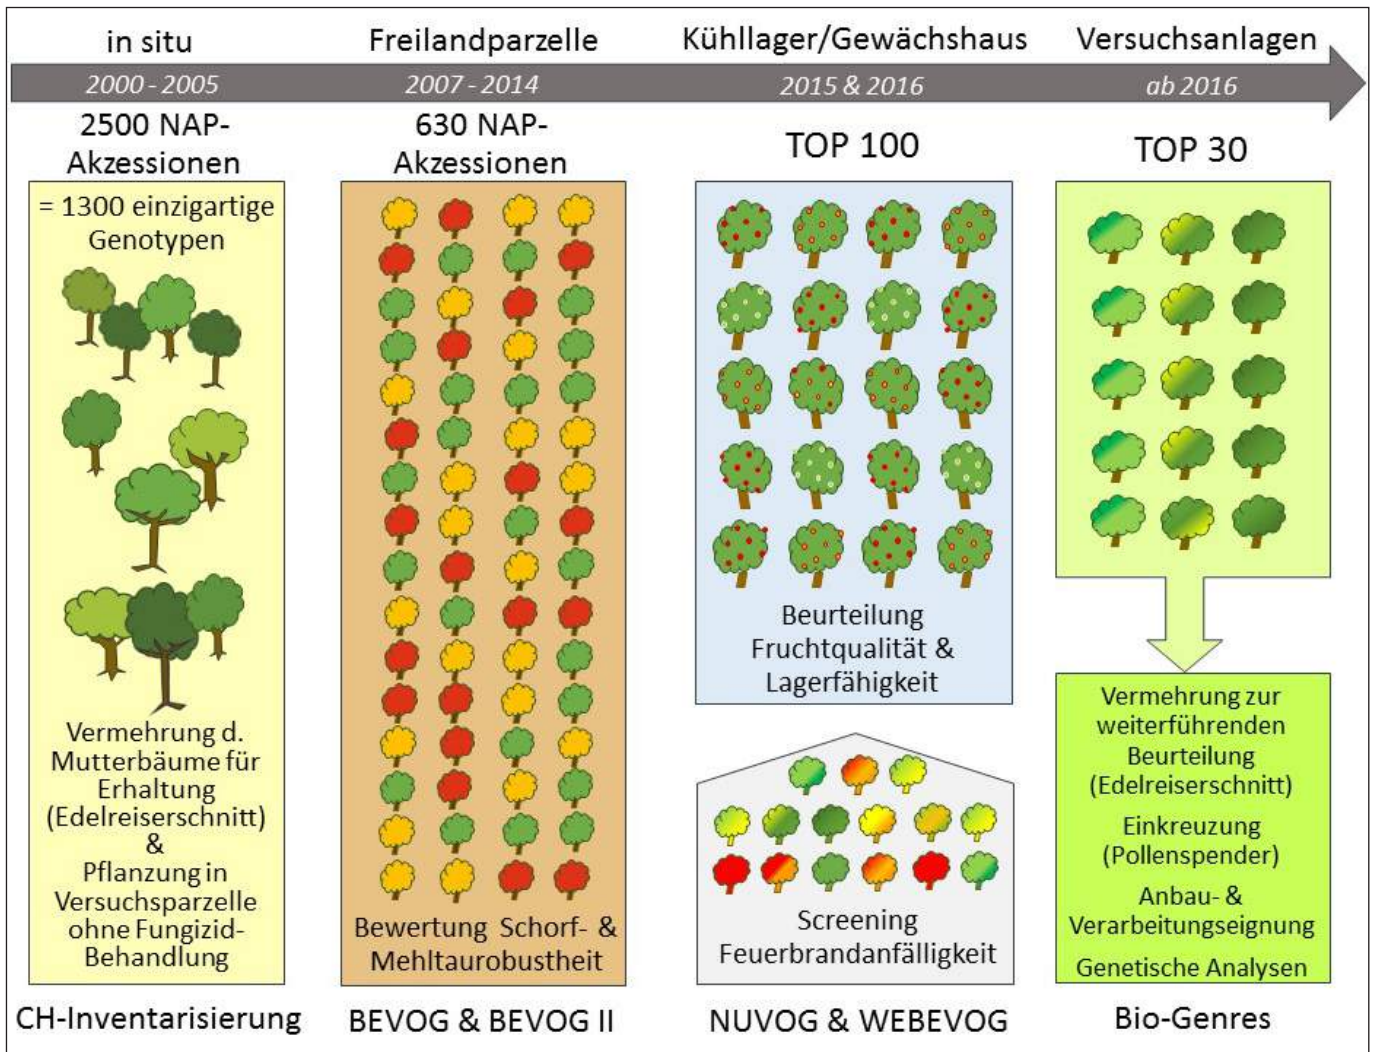 in situ
Freilandparzelle
Kühllager/Gewächshaus
Versuchsanlagen
2000 - 2005
2007 - 2014
2015 & 2016
ab 2016
2500 NAP-
Akzessionen
= 1300 einzigartige
Genotypen
Vermehrung d.
Mutterbäume für
Erhaltung
(Edelreiserschnitt)
&
Pflanzung in
Versuchsparzelle
ohne Fungizid-
Behandlung
CH-Inventarisierung
630 NAP-
Akzessionen
Bewertung Schorf- &
Mehltaurobustheit
BEVOG & BEVOG II
TOP 100
Beurteilung
Fruchtqualität &
Lagerfähigkeit
Screening
Feuerbrandanfälligkeit
NUVOG & WEBEVOG
TOP 30
Vermehrung zur
weiterführenden
Beurteilung
(Edelreiserschnitt)
Einkreuzung
(Pollenspender)
Anbau- &
Verarbeitungseignung
Genetische Analysen
Bio-Genres